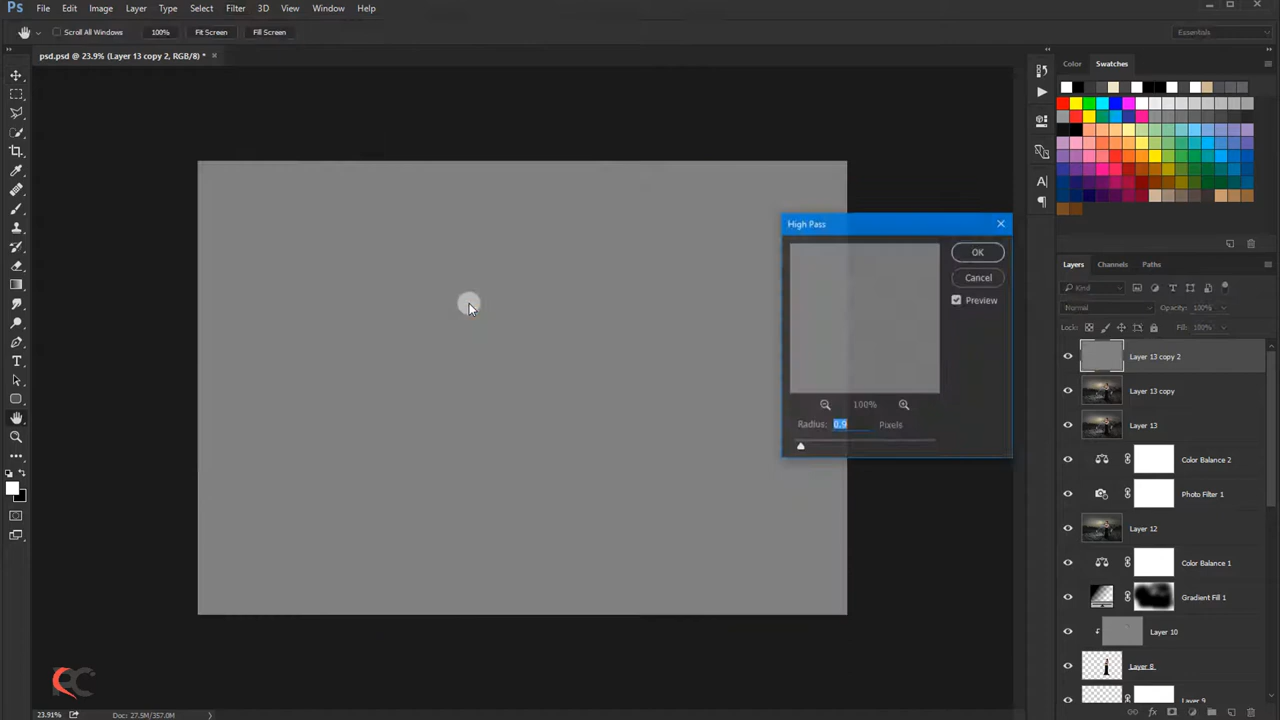 Ps File Edit Image Layer Type Select Filter 3D View Window Help
Scroll All Windows 100% Fit Screen Fill Screen Essentials
psd.psd @ 23.9% (Layer 13 copy 2, RGB/8) *
Color Swatches
High Pass
OK
Cancel
Preview
100%
Radius: 0.9 Pixels
Layers Channels Paths
Kind
Normal Opacity: 100%
Lock: Fill: 100%
Layer 13 copy 2
Layer 13 copy
Layer 13
Color Balance 2
Photo Filter 1
Layer 12
Color Balance 1
Gradient Fill 1
Layer 10
Layer 8
Layer 9
23.91% Doc: 27.5M/357.0M